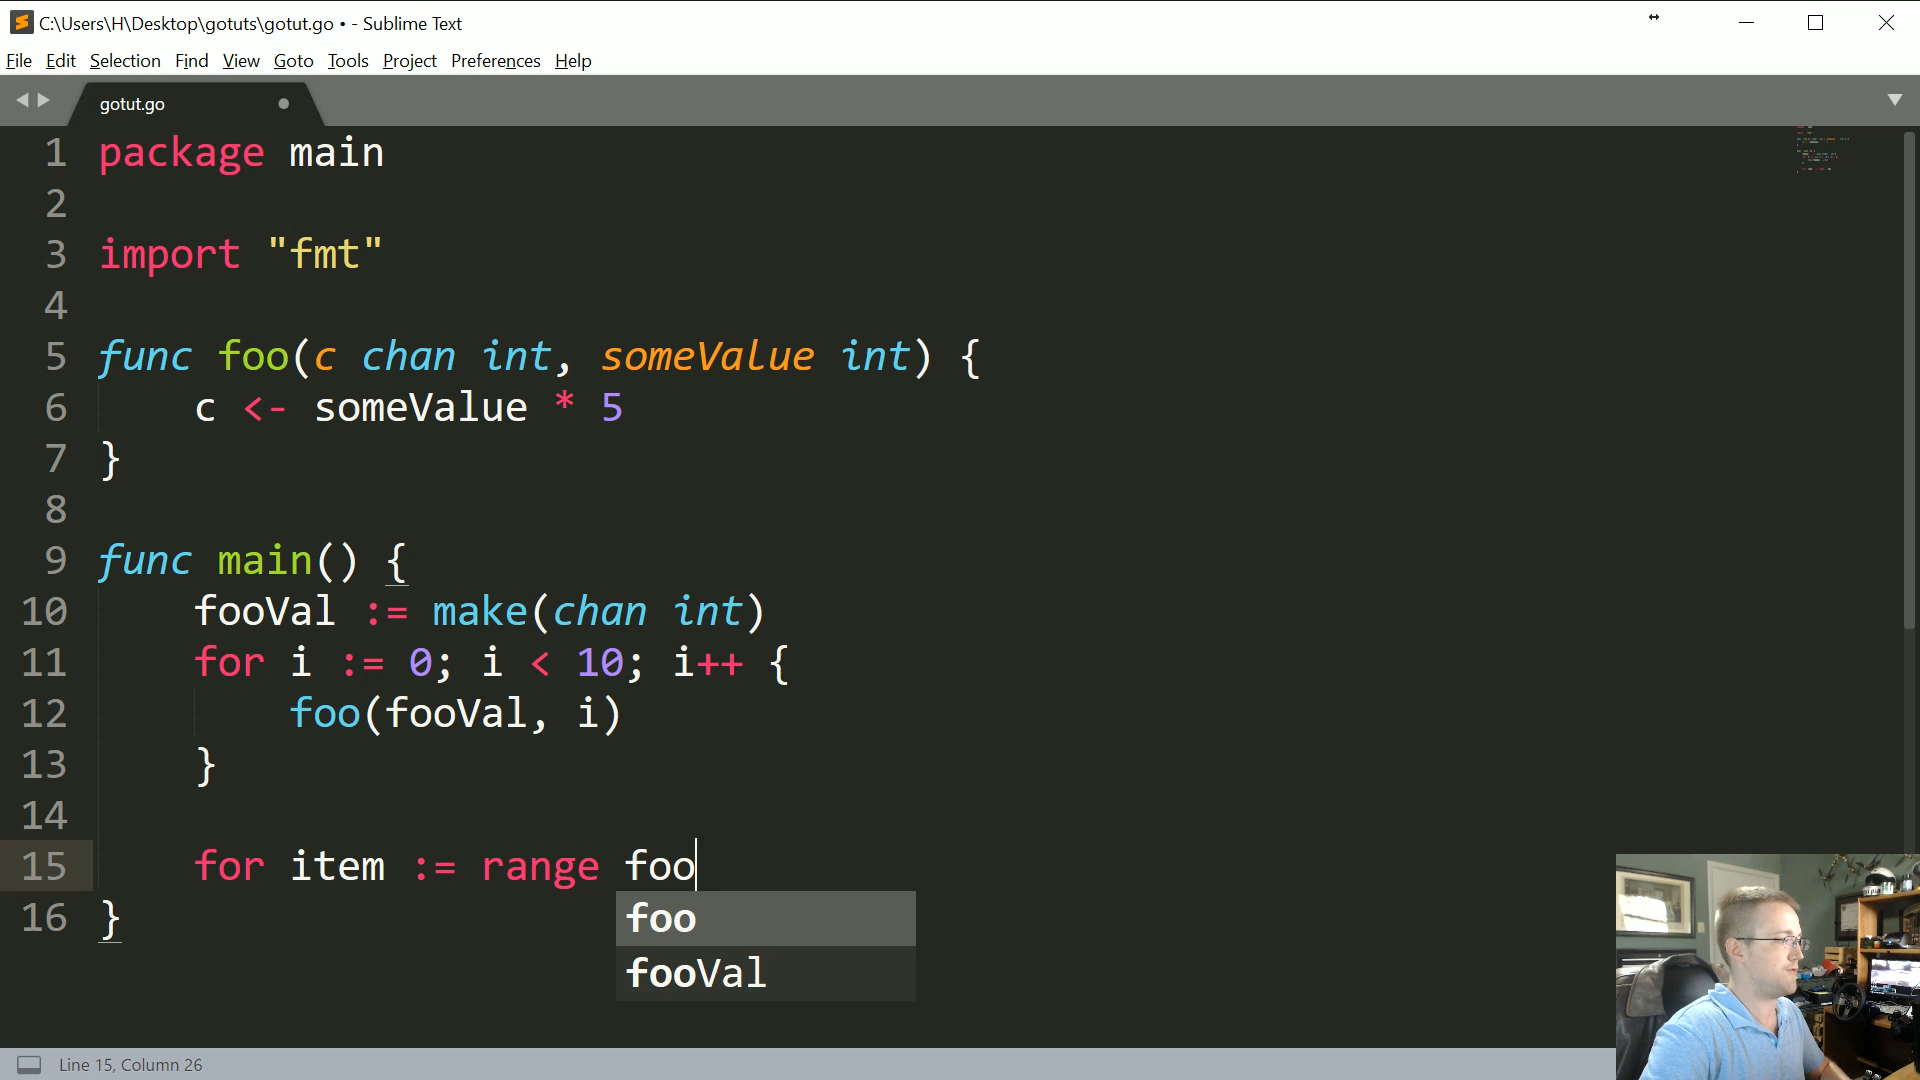 C:\Users\H\Desktop\gotuts\gotut.go • - Sublime Text
File Edit Selection Find View Goto Tools Project Preferences Help
gotut.go
1 package main
2
3 import "fmt"
4
5 func foo(c chan int, someValue int) {
6 c <- someValue * 5
7 }
8
9 func main() {
10 fooVal := make(chan int)
11 for i := 0; i < 10; i++ {
12 foo(fooVal, i)
13 }
14
15 for item := range foo
16 }
foo
fooVal
Line 15, Column 26